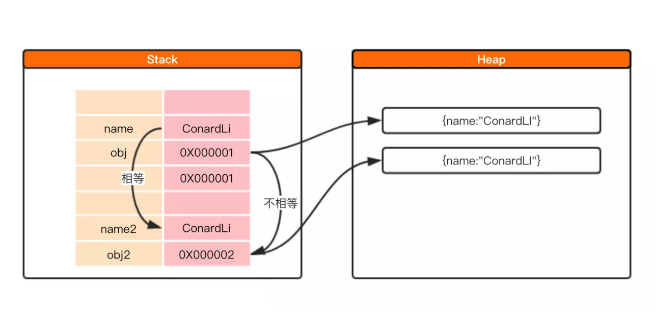 Stack
name ConardLi
obj 0X000001
相等 0X000001
不相等
name2 ConardLi
obj2 0X000002
Heap
{name:"ConardLI"}
{name:"ConardLI"}